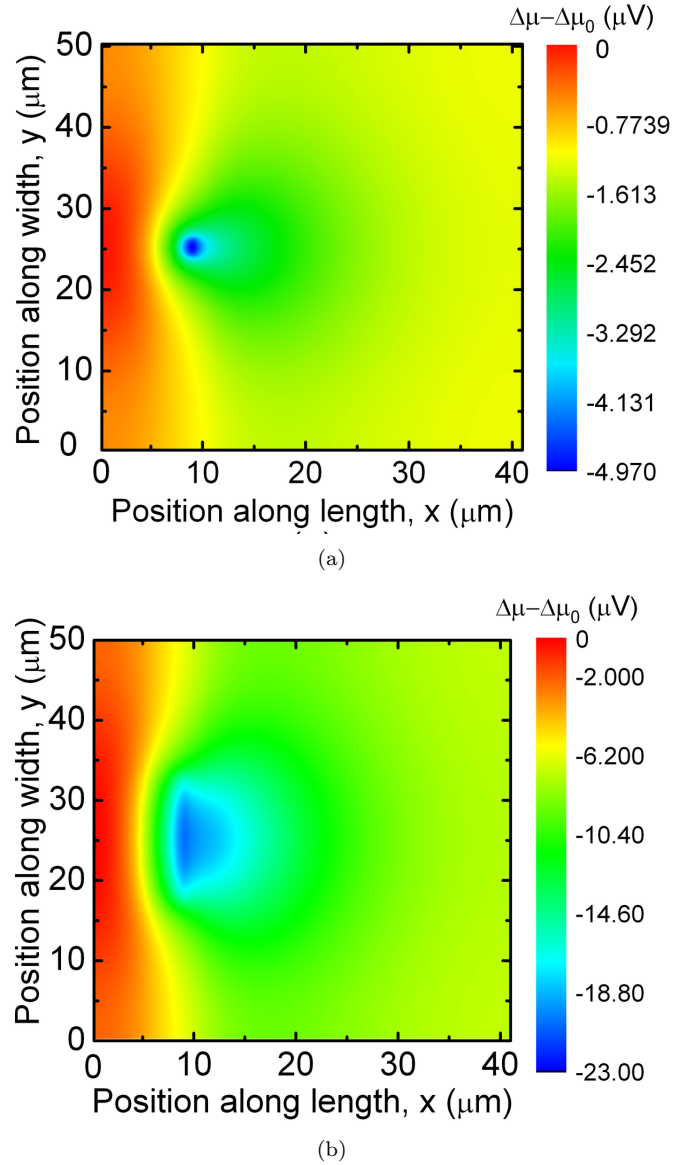 Δμ−Δμ0 (μV)
50
40
30
20
10
0
Position along width, y (μm)
0 10 20 30 40
Position along length, x (μm)
0
-0.7739
-1.613
-2.452
-3.292
-4.131
-4.970
(a)
Δμ−Δμ0 (μV)
50
40
30
20
10
0
Position along width, y (μm)
0 10 20 30 40
Position along length, x (μm)
0
-2.000
-6.200
-10.40
-14.60
-18.80
-23.00
(b)